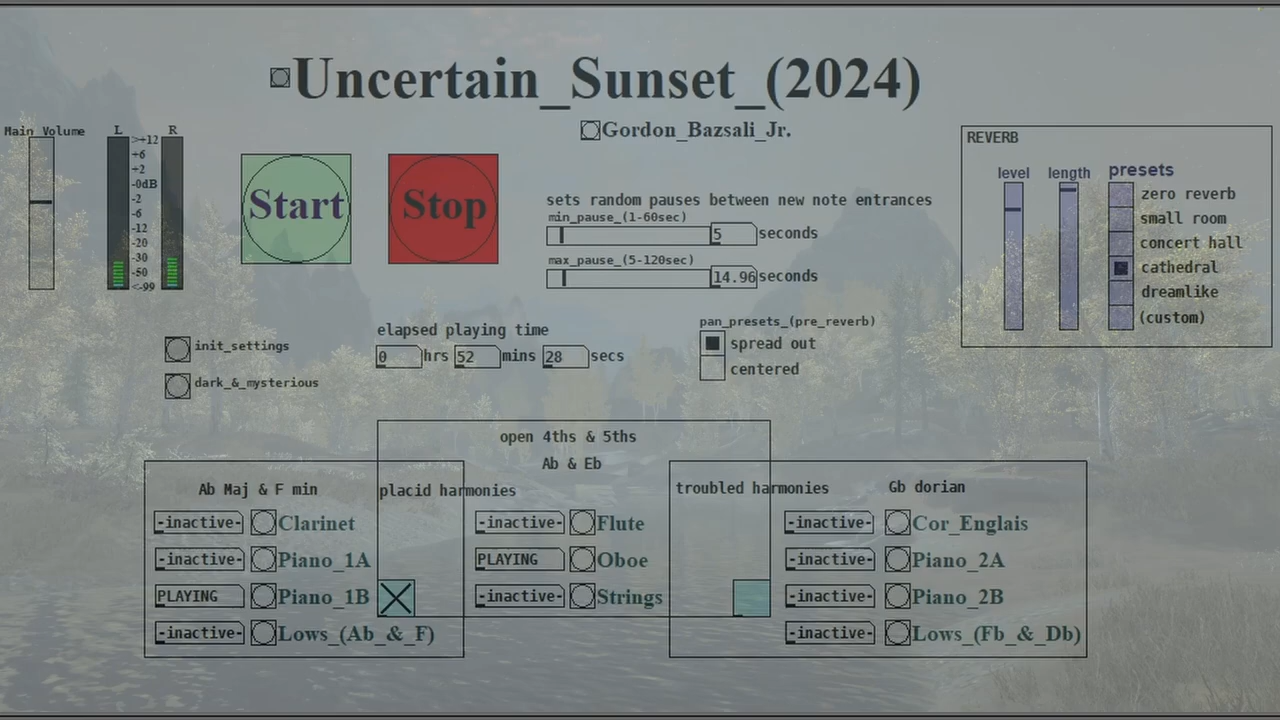 Uncertain_Sunset_(2024)
Gordon_Bazsali_Jr.
Main Volume
L R
>+12
+6
+2
-0dB
-2
-6
-12
-20
-30
-50
<-99
Start
Stop
sets random pauses between new note entrances
min_pause_(1-60sec)
5 seconds
max_pause_(5-120sec)
14.96 seconds
REVERB
level length presets
zero reverb
small room
concert hall
cathedral
dreamlike
(custom)
init_settings
dark_&_mysterious
elapsed playing time
0 hrs 52 mins 28 secs
pan_presets_(pre_reverb)
spread out
centered
open 4ths & 5ths
Ab & Eb
Ab Maj & F min
placid harmonies
-inactive- Clarinet
-inactive- Piano_1A
PLAYING Piano_1B
-inactive- Lows_(Ab_&_F)
-inactive- Flute
PLAYING Oboe
-inactive- Strings
troubled harmonies
Gb dorian
-inactive- Cor_Englais
-inactive- Piano_2A
-inactive- Piano_2B
-inactive- Lows_(Fb_&_Db)